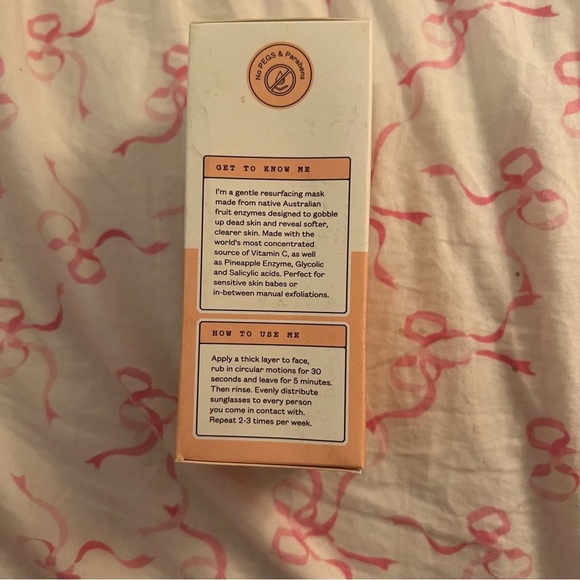 No PEGS & Parabens
GET TO KNOW ME
I'm a gentle resurfacing mask
made from native Australian
fruit enzymes designed to gobble
up dead skin and reveal softer,
clearer skin. Made with the
world's most concentrated
source of Vitamin C, as well
as Pineapple Enzyme, Glycolic
and Salicylic acids. Perfect for
sensitive skin babes or
in-between manual exfoliations.
HOW TO USE ME
Apply a thick layer to face,
rub in circular motions for 30
seconds and leave for 5 minutes.
Then rinse. Evenly distribute
sunglasses to every person
you come in contact with.
Repeat 2-3 times per week.